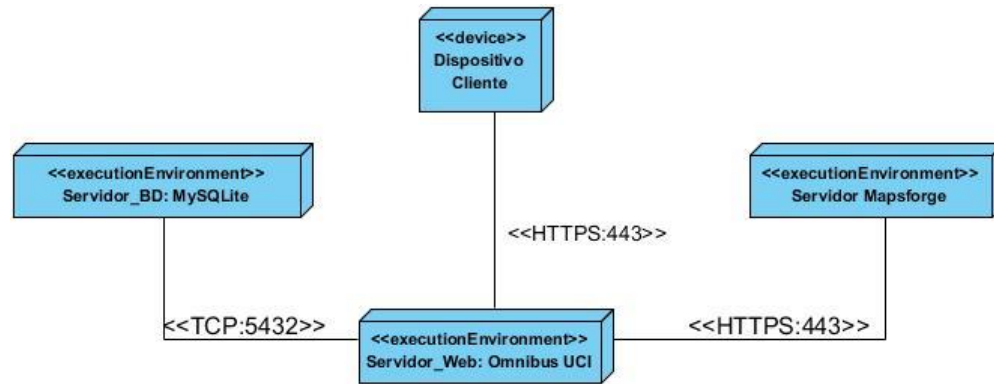 <<device>>
Dispositivo
Cliente
<<executionEnvironment>>
Servidor_BD: MySQLite
<<executionEnvironment>>
Servidor Mapsforge
<<HTTPS:443>>
<<TCP:5432>>
<<executionEnvironment>>
Servidor_Web: Omnibus UCI
<<HTTPS:443>>